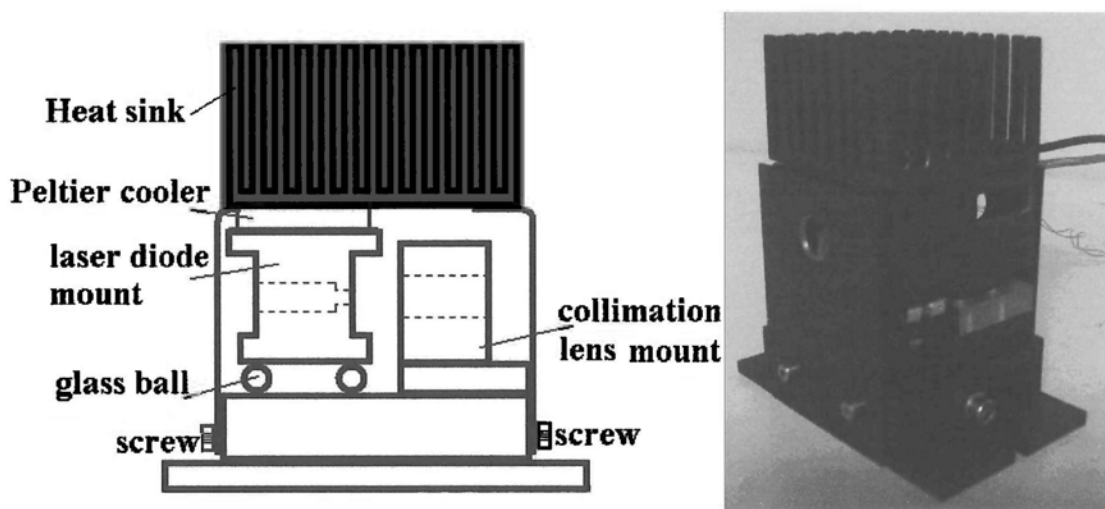 Heat sink
Peltier cooler
laser diode
mount
collimation
lens mount
glass ball
screw
screw